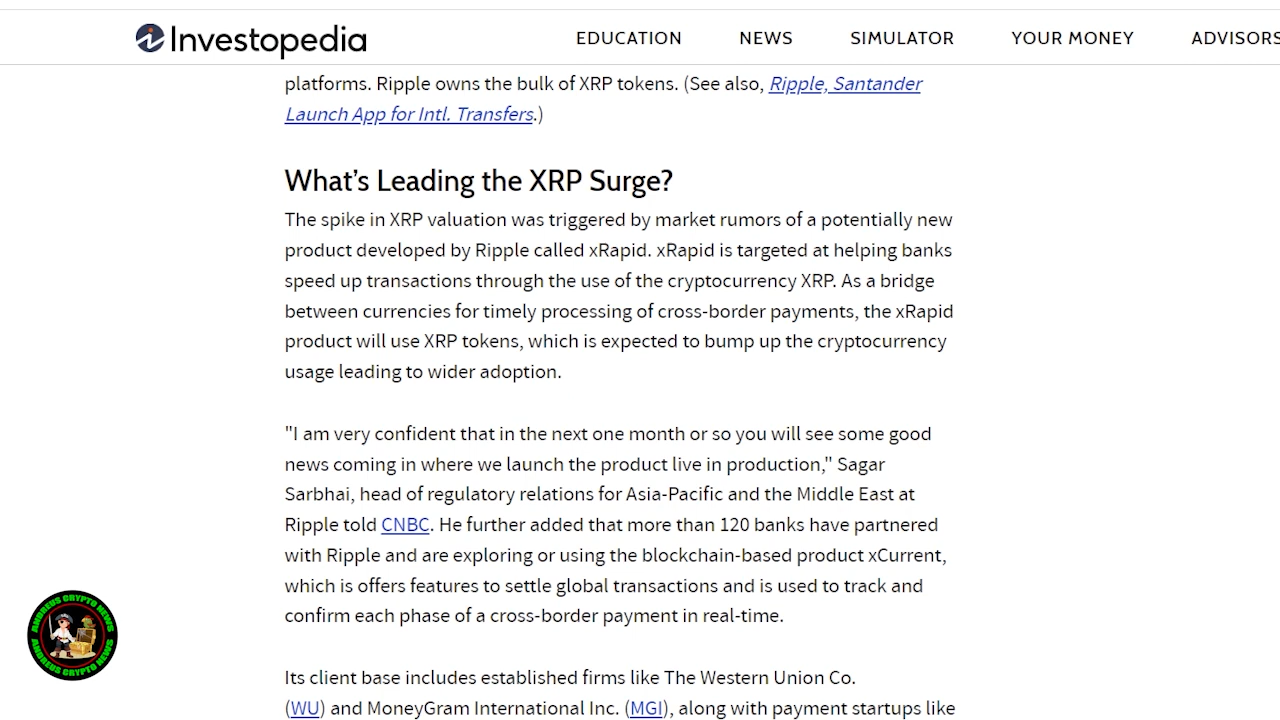 Investopedia
EDUCATION NEWS SIMULATOR YOUR MONEY ADVISORS
platforms. Ripple owns the bulk of XRP tokens. (See also, Ripple, Santander
Launch App for Intl. Transfers.)
What's Leading the XRP Surge?
The spike in XRP valuation was triggered by market rumors of a potentially new
product developed by Ripple called xRapid. xRapid is targeted at helping banks
speed up transactions through the use of the cryptocurrency XRP. As a bridge
between currencies for timely processing of cross-border payments, the xRapid
product will use XRP tokens, which is expected to bump up the cryptocurrency
usage leading to wider adoption.
"I am very confident that in the next one month or so you will see some good
news coming in where we launch the product live in production," Sagar
Sarbhai, head of regulatory relations for Asia-Pacific and the Middle East at
Ripple told CNBC. He further added that more than 120 banks have partnered
with Ripple and are exploring or using the blockchain-based product xCurrent,
which is offers features to settle global transactions and is used to track and
confirm each phase of a cross-border payment in real-time.
Its client base includes established firms like The Western Union Co.
(WU) and MoneyGram International Inc. (MGI), along with payment startups like
ANDREUS CRYPTO NEWS
ANDREUS CRYPTO NEWS